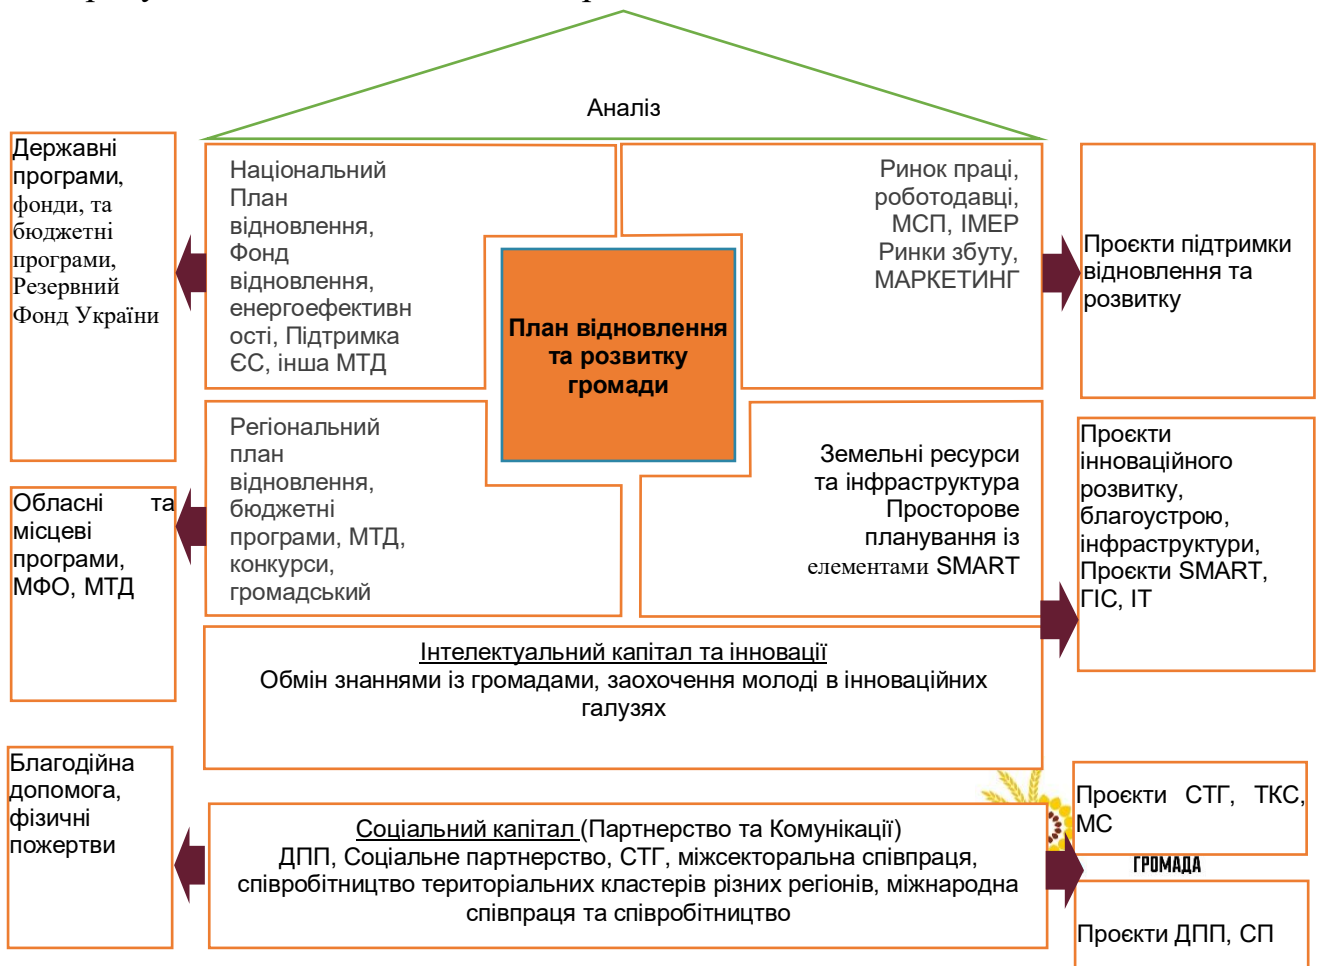 Аналіз
Державні
програми,
фонди, та
бюджетні
програми,
Резервний
Фонд України
Національний
План
відновлення,
Фонд
відновлення,
енергоефективн
ості, Підтримка
ЄС, інша МТД
Ринок праці,
роботодавці,
МСП, ІМЕР
Ринки збуту,
МАРКЕТИНГ
Проєкти підтримки
відновлення та
розвитку
План відновлення
та розвитку
громади
Обласні та
місцеві
програми,
МФО, МТД
Регіональний
план
відновлення,
бюджетні
програми, МТД,
конкурси,
громадський
Земельні ресурси
та інфраструктура
Просторове
планування із
елементами SMART
Проєкти
інноваційного
розвитку,
благоустрою,
інфраструктури,
Проєкти SMART,
ГІС, ІТ
Інтелектуальний капітал та інновації
Обмін знаннями із громадами, заохочення молоді в інноваційних
галузях
Благодійна
допомога,
фізичні
пожертви
Соціальний капітал (Партнерство та Комунікації)
ДПП, Соціальне партнерство, СТГ, міжсекторальна співпраця,
співробітництво територіальних кластерів різних регіонів, міжнародна
співпраця та співробітництво
Проєкти СТГ, ТКС,
МС
ГРОМАДА
Проєкти ДПП, СП